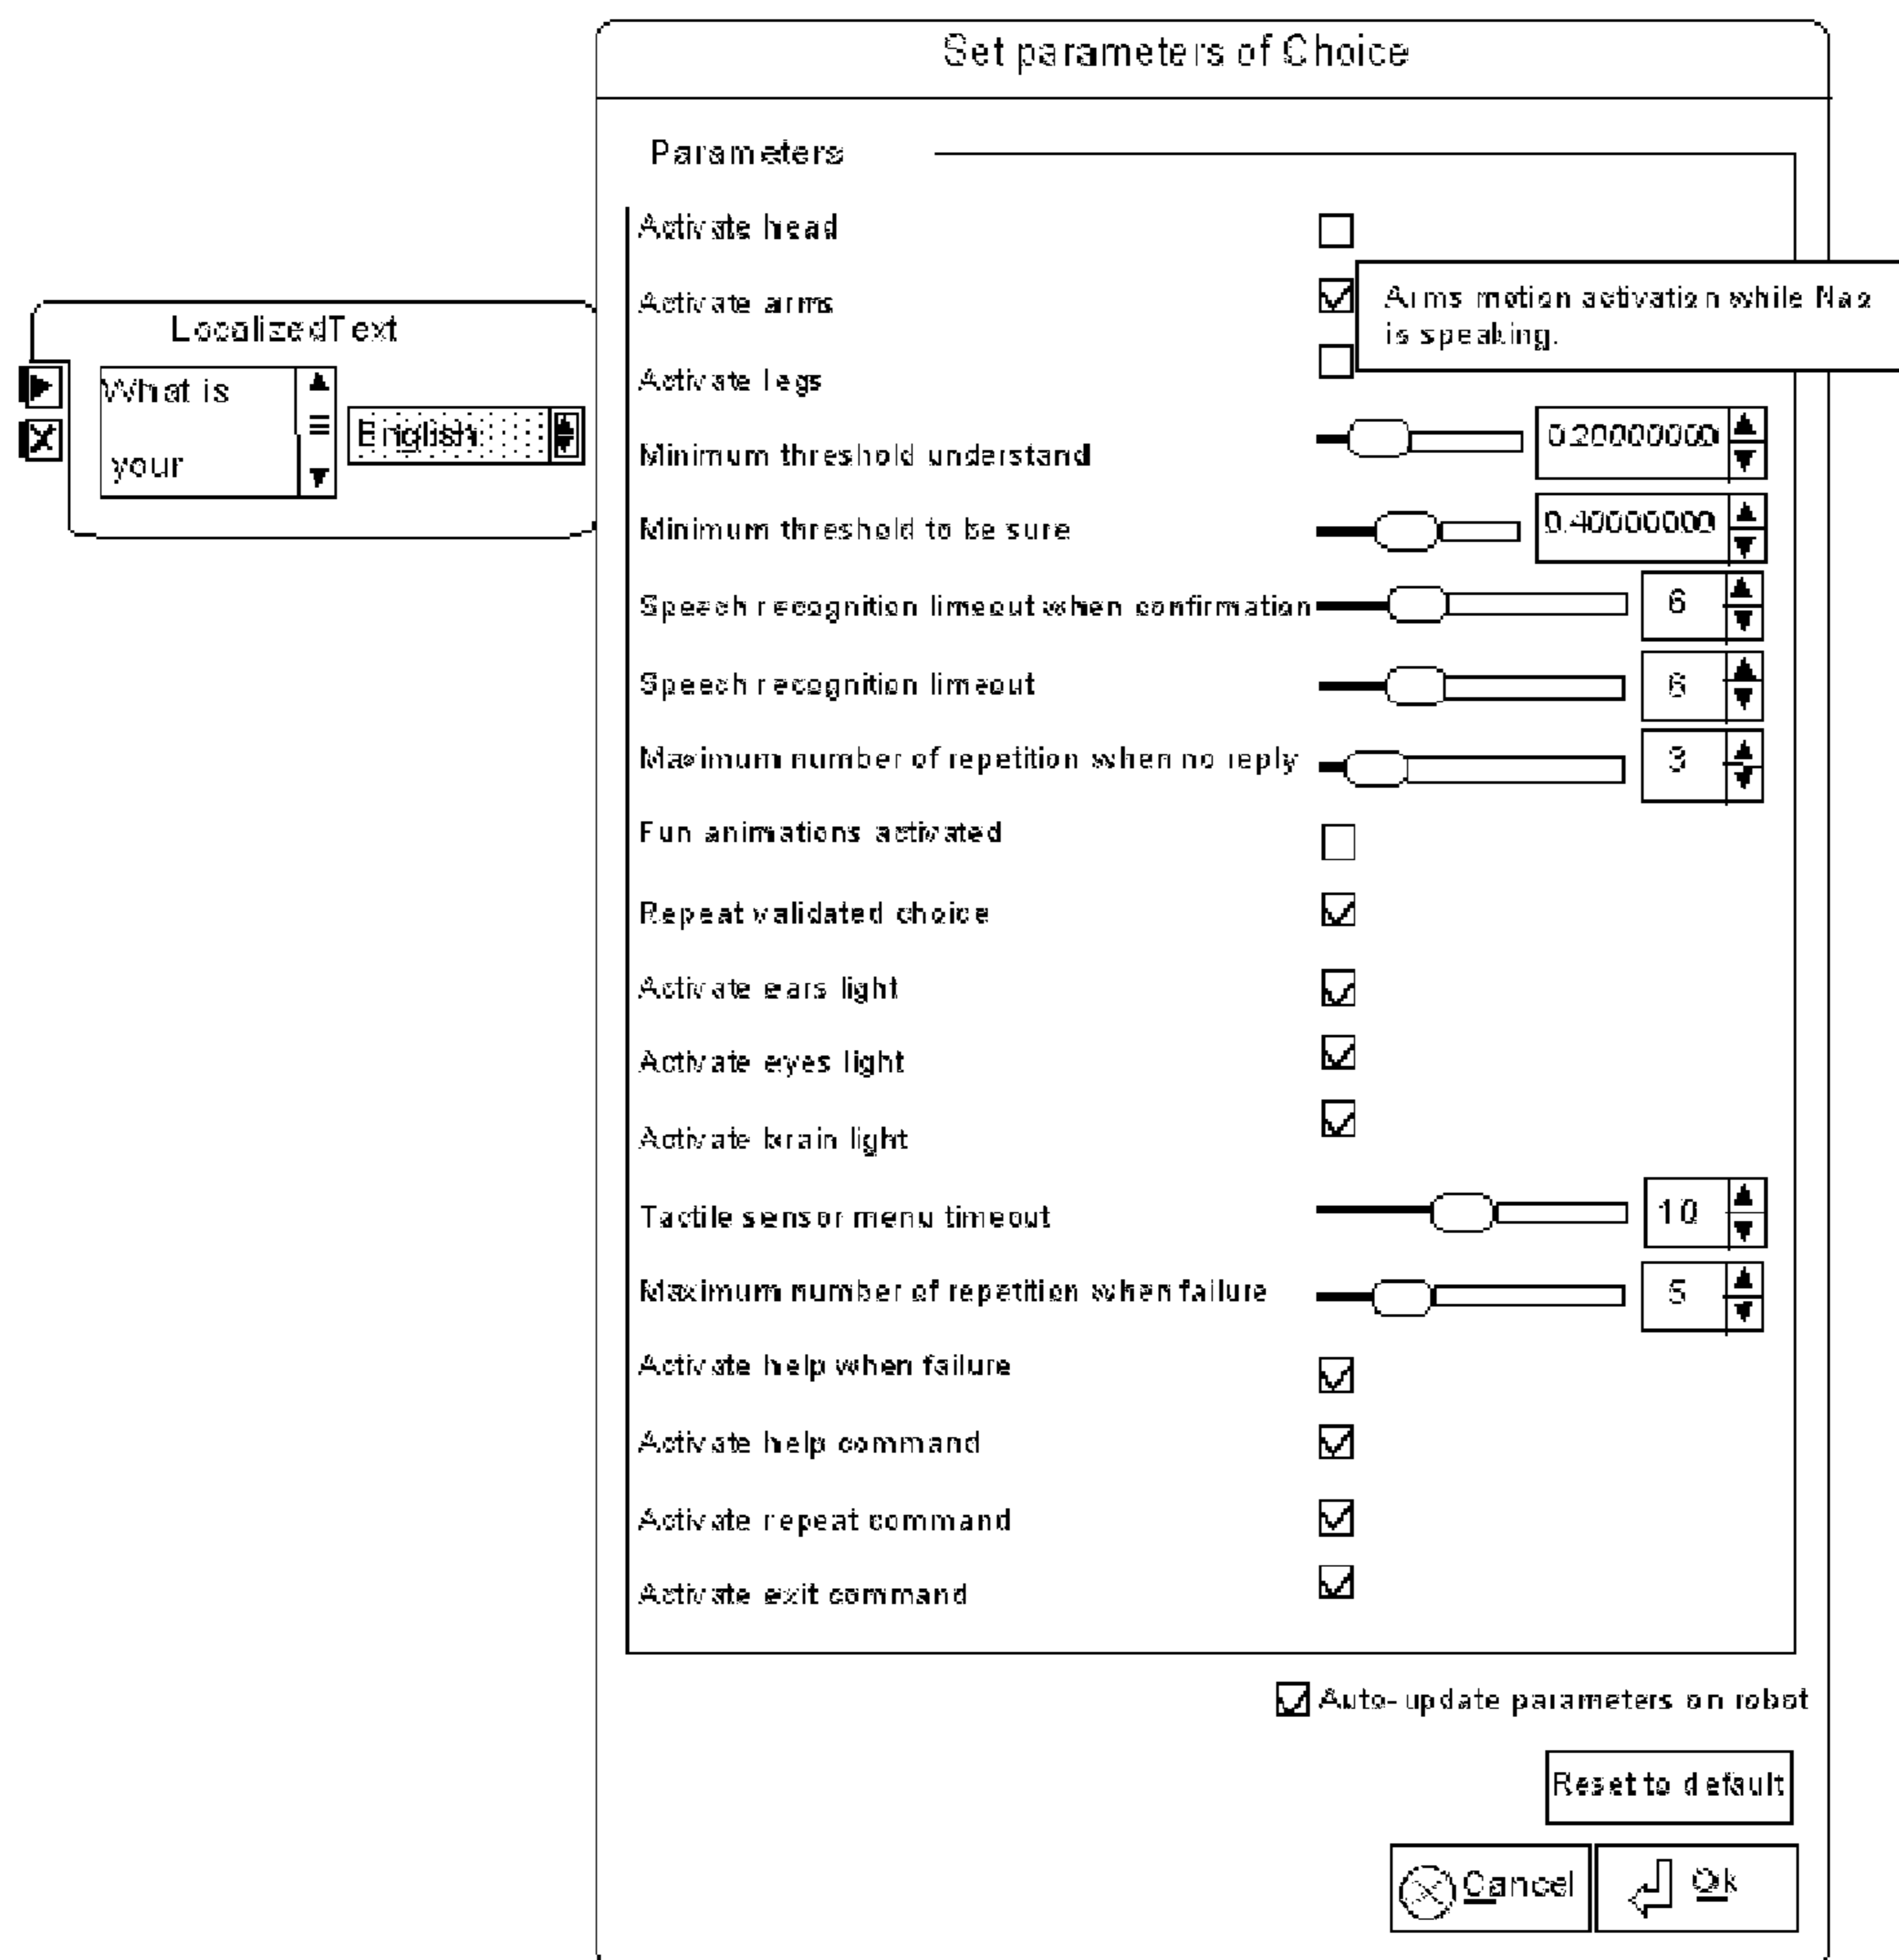 Set parameters of Choice
Parameters
Activate head
Activate arms
Arms motion activation while Nao
is speaking.
Activate legs
LocalizedText
What is
your
English
Minimum threshold understand
0.20000000
Minimum threshold to be sure
0.40000000
Speech recognition limeout when confirmation
6
Speech recognition limeout
6
Maximum number of repetition when no reply
3
Fun animations activated
Repeat validated choice
Activate ears light
Activate eyes light
Activate brain light
Tactile sensor menu timeout
10
Maximum number of repetition when failure
5
Activate help when failure
Activate help command
Activate repeat command
Activate exit command
Auto-update parameters on robot
Reset to default
Cancel
Ok